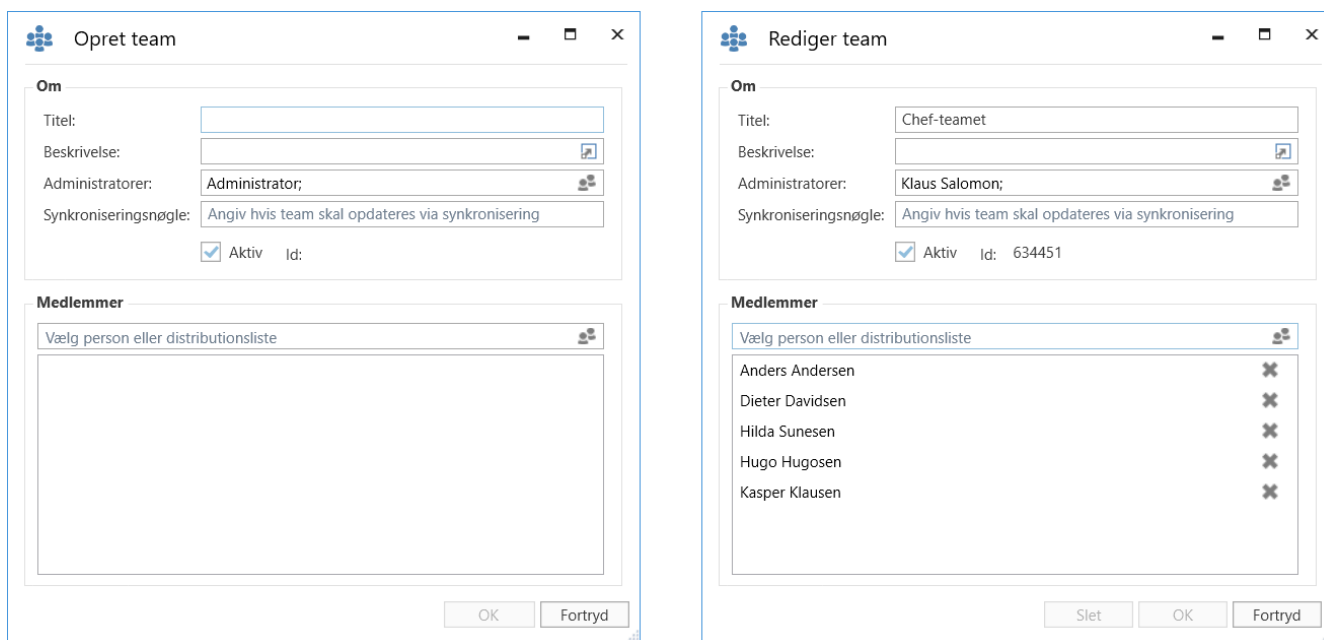 Opret team
Om
Titel:
Beskrivelse:
Administratorer: Administrator;
Synkroniseringsnøgle: Angiv hvis team skal opdateres via synkronisering
Aktiv Id:
Medlemmer
Vælg person eller distributionsliste
OK Fortryd
Rediger team
Om
Titel: Chef-teamet
Beskrivelse:
Administratorer: Klaus Salomon;
Synkroniseringsnøgle: Angiv hvis team skal opdateres via synkronisering
Aktiv Id: 634451
Medlemmer
Vælg person eller distributionsliste
Anders Andersen
Dieter Davidsen
Hilda Sunesen
Hugo Hugosen
Kasper Klausen
Slet OK Fortryd